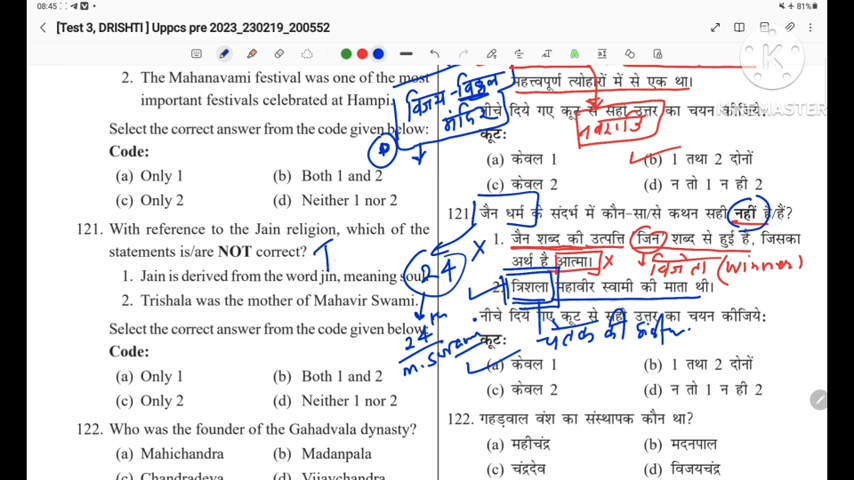 08:45
81%
[Test 3, DRISHTI ] Uppcs pre 2023_230219_200552
2. The Mahanavami festival was one of the most
important festivals celebrated at Hampi.
Select the correct answer from the code given below:
Code:
(a) Only 1 (b) Both 1 and 2
(c) Only 2 (d) Neither 1 nor 2
121. With reference to the Jain religion, which of the
statements is/are NOT correct?
1. Jain is derived from the word jin, meaning soul.
2. Trishala was the mother of Mahavir Swami.
Select the correct answer from the code given below:
Code:
(a) Only 1 (b) Both 1 and 2
(c) Only 2 (d) Neither 1 nor 2
122. Who was the founder of the Gahadvala dynasty?
(a) Mahichandra (b) Madanpala
(c) Chandradeva (d) Vijaychandra
महत्त्वपूर्ण त्योहारों में से एक था।
नीचे दिये गए कूट से सही उत्तर का चयन कीजिये:
कूट:
(a) केवल 1 (b) 1 तथा 2 दोनों
(c) केवल 2 (d) न तो 1 न ही 2
121. जैन धर्म के संदर्भ में कौन-सा/से कथन सही नहीं है/हैं?
1. जैन शब्द की उत्पत्ति 'जिन' शब्द से हुई है, जिसका
अर्थ है आत्मा।
2. त्रिशला महावीर स्वामी की माता थी।
नीचे दिये गए कूट से सही उत्तर का चयन कीजिये:
कूट:
(a) केवल 1 (b) 1 तथा 2 दोनों
(c) केवल 2 (d) न तो 1 न ही 2
122. गहड़वाल वंश का संस्थापक कौन था?
(a) महीचंद्र (b) मदनपाल
(c) चंद्रदेव (d) विजयचंद्र
विजय-विठ्ठल
मंदिर
नवरात्रि
विजेता (winner)
24
24th
m. Swami
चेतक की
KINEMASTER